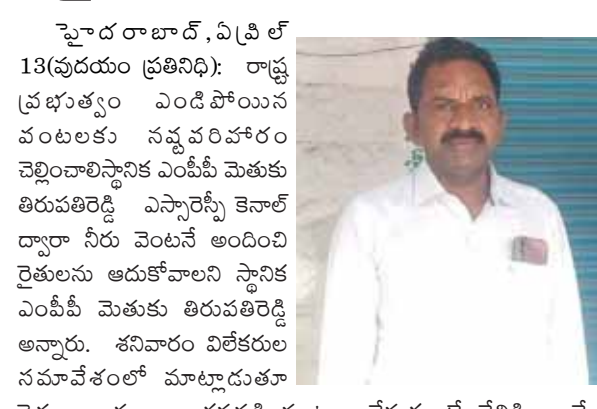 హైదరాబాద్,ఏప్రిల్
13(వుదయం ప్రతినిధి): రాష్ట్ర
ప్రభుత్వం ఎండిపోయిన
పంటలకు నష్టపరిహారం
చెల్లించాలిస్థానిక ఎంపీపీ మెతుకు
తిరుపతిరెడ్డి ఎస్సారెస్పీ కెనాల్
ద్వారా నీరు వెంటనే అందించి
రైతులను ఆదుకోవాలని స్థానిక
ఎంపీపీ మెతుకు తిరుపతిరెడ్డి
అన్నారు. శనివారం విలేకరుల
సమావేశంలో మాట్లాడుతూ